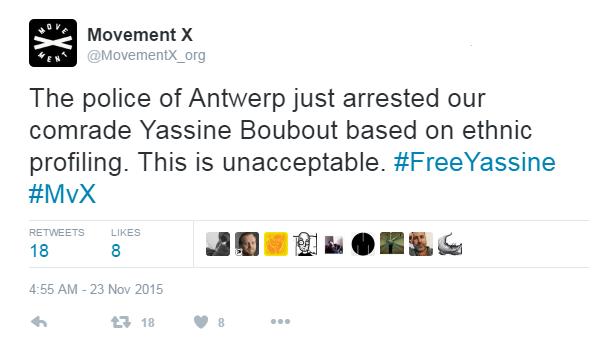 MOVE
MENT
Movement X
@MovementX_org
The police of Antwerp just arrested our
comrade Yassine Boubout based on ethnic
profiling. This is unacceptable. #FreeYassine
#MvX
RETWEETS LIKES
18 8
4:55 AM - 23 Nov 2015
18 8